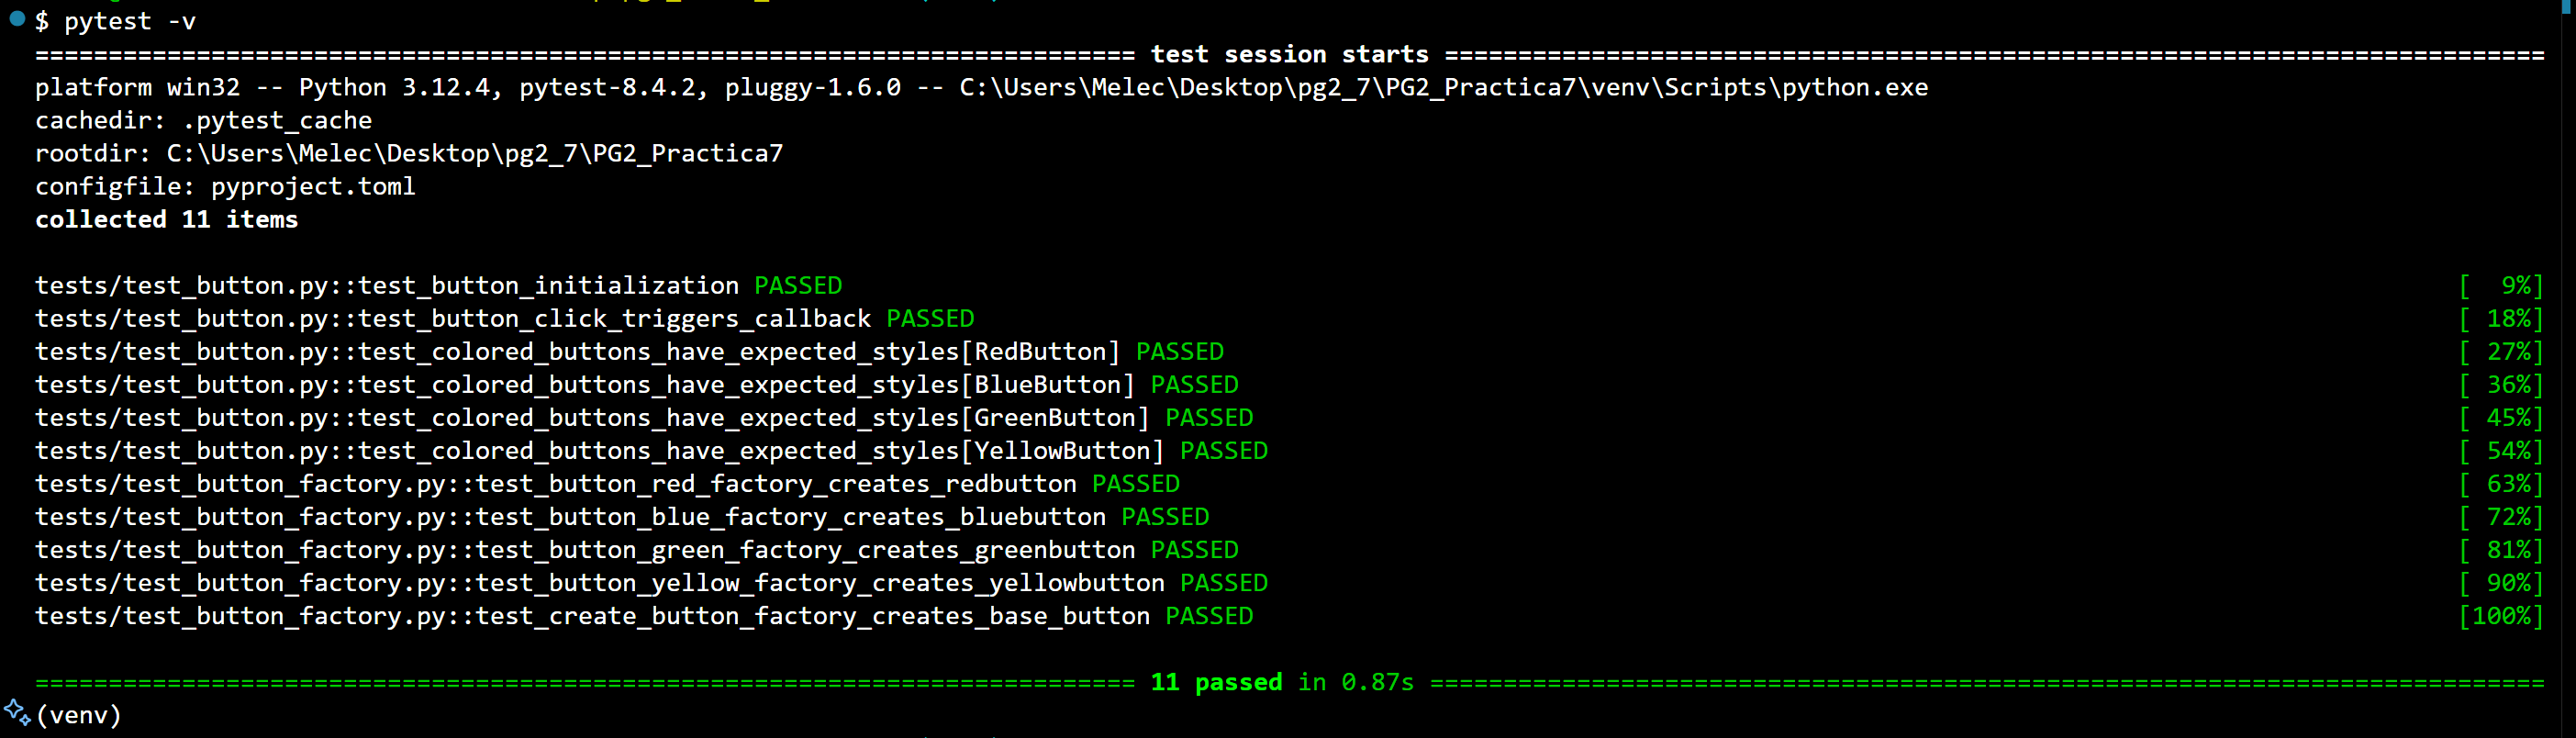 $ pytest -v
=========================================================================== test session starts ===========================================================================
platform win32 -- Python 3.12.4, pytest-8.4.2, pluggy-1.6.0 -- C:\Users\Melec\Desktop\pg2_7\PG2_Practica7\venv\Scripts\python.exe
cachedir: .pytest_cache
rootdir: C:\Users\Melec\Desktop\pg2_7\PG2_Practica7
configfile: pyproject.toml
collected 11 items
tests/test_button.py::test_button_initialization PASSED [  9%]
tests/test_button.py::test_button_click_triggers_callback PASSED [ 18%]
tests/test_button.py::test_colored_buttons_have_expected_styles[RedButton] PASSED [ 27%]
tests/test_button.py::test_colored_buttons_have_expected_styles[BlueButton] PASSED [ 36%]
tests/test_button.py::test_colored_buttons_have_expected_styles[GreenButton] PASSED [ 45%]
tests/test_button.py::test_colored_buttons_have_expected_styles[YellowButton] PASSED [ 54%]
tests/test_button_factory.py::test_button_red_factory_creates_redbutton PASSED [ 63%]
tests/test_button_factory.py::test_button_blue_factory_creates_bluebutton PASSED [ 72%]
tests/test_button_factory.py::test_button_green_factory_creates_greenbutton PASSED [ 81%]
tests/test_button_factory.py::test_button_yellow_factory_creates_yellowbutton PASSED [ 90%]
tests/test_button_factory.py::test_create_button_factory_creates_base_button PASSED [100%]
=========================================================================== 11 passed in 0.87s ============================================================================
(venv)